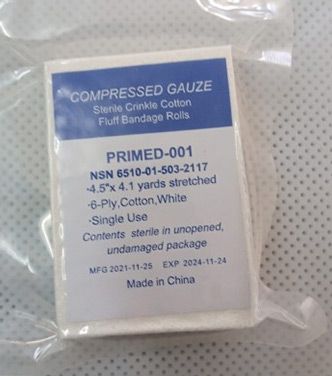 COMPRESSED GAUZE
Sterile Crinkle Cotton
Fluff Bandage Rolls
PRIMED-001
NSN 6510-01-503-2117
·4.5"x 4.1 yards stretched
·6-Ply,Cotton,White
·Single Use
Contents sterile in unopened,
undamaged package
MFG 2021-11-25 EXP 2024-11-24
Made in China